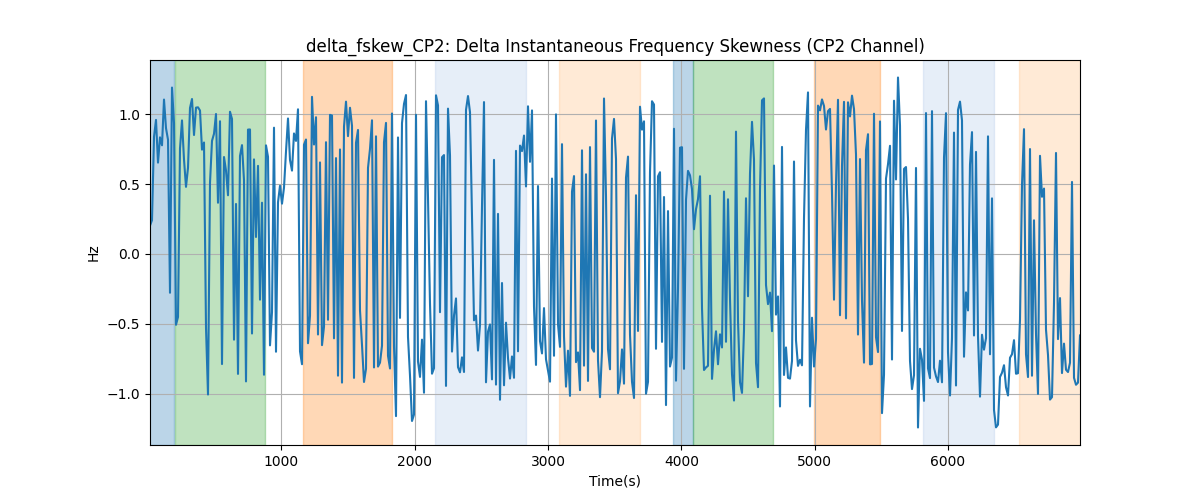 delta_fskew_CP2: Delta Instantaneous Frequency Skewness (CP2 Channel)
Hz
1.0
0.5
0.0
−0.5
−1.0
1000 2000 3000 4000 5000 6000
Time(s)